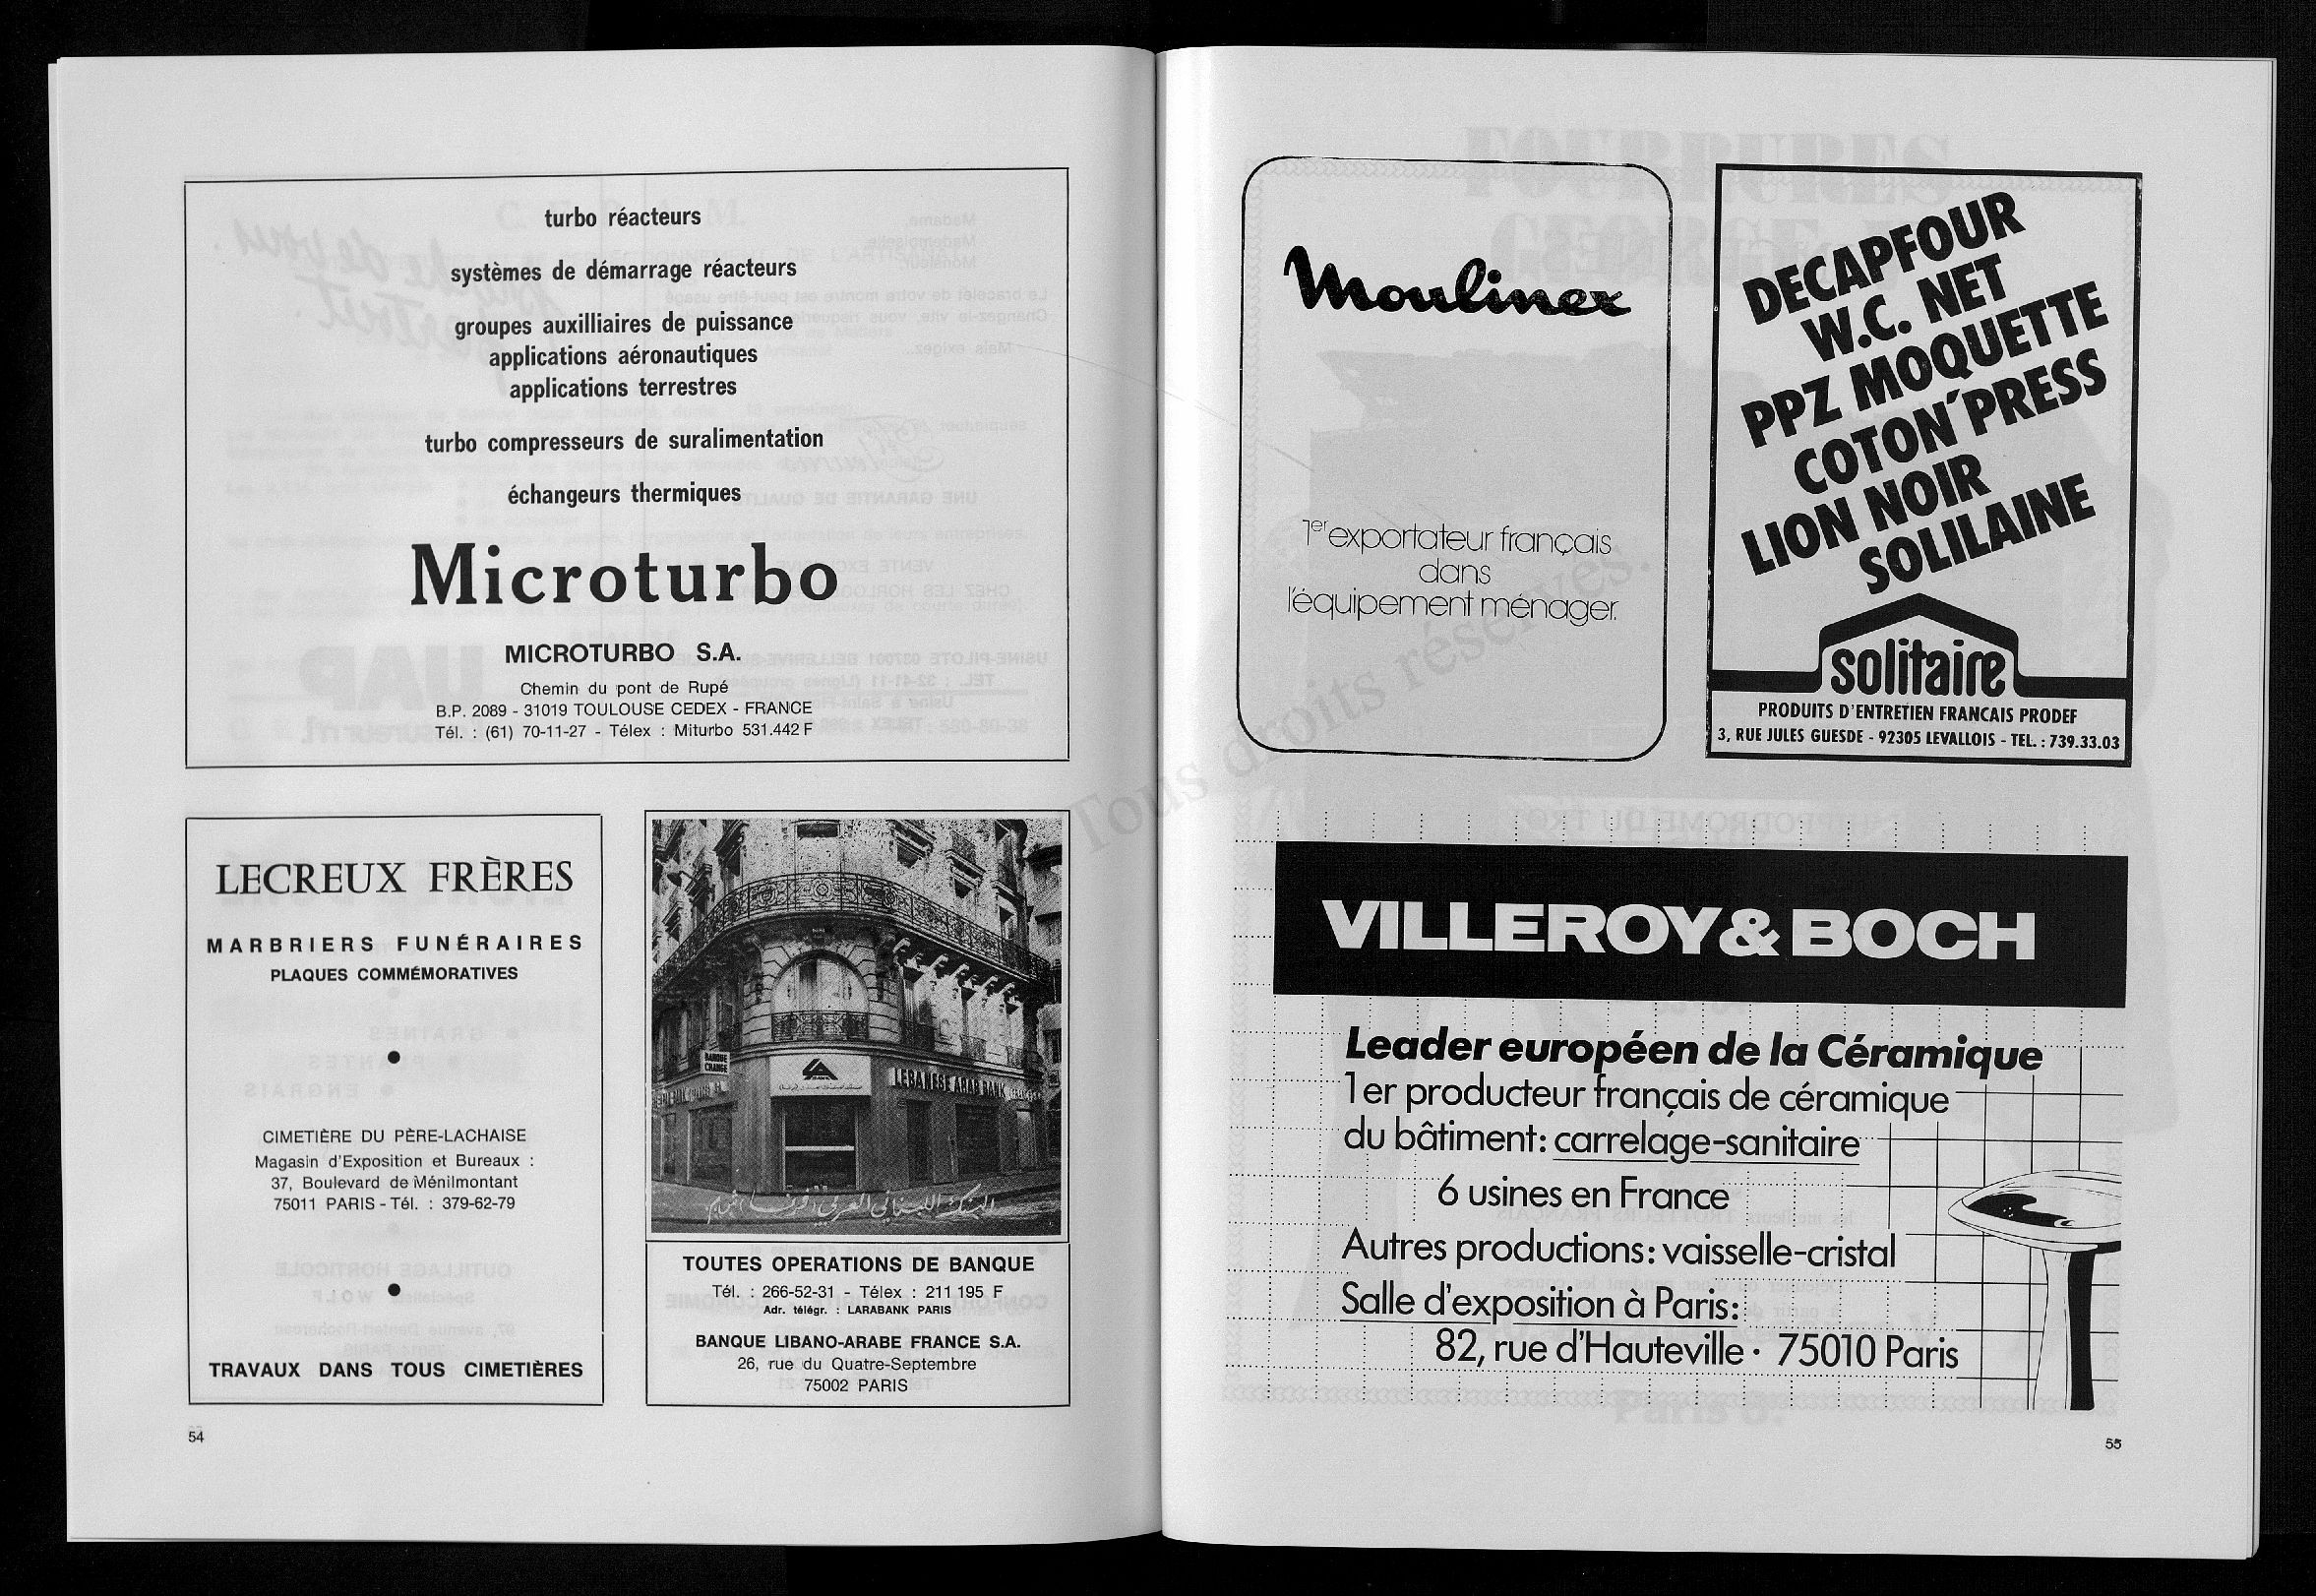 turbo réacteurs
systèmes de démarrage réacteurs
groupes auxilliaires de puissance
applications aéronautiques
applications terrestres
turbo compresseurs de suralimentation
échangeurs thermiques
Microturbo
MICROTURBO S.A.
Chemin du pont de Rupé
B.P. 2089 - 31019 TOULOUSE CEDEX - FRANCE
Tél. : (61) 70-11-27 - Télex : Miturbo 531.442 F
LECREUX FRÈRES
MARBRIERS FUNÉRAIRES
PLAQUES COMMÉMORATIVES
CIMETIÈRE DU PÈRE-LACHAISE
Magasin d'Exposition et Bureaux :
37, Boulevard de Ménilmontant
75011 PARIS - Tél. : 379-62-79
TRAVAUX DANS TOUS CIMETIÈRES
BANQUE
CHANGE
LEBANESE ARAB BANK
TOUTES OPERATIONS DE BANQUE
Tél. : 266-52-31 - Télex : 211 195 F
Adr. télégr. : LARABANK PARIS
BANQUE LIBANO-ARABE FRANCE S.A.
26, rue du Quatre-Septembre
75002 PARIS
54
Moulinex
1er exportateur français
dans
l'équipement ménager.
DECAPFOUR
W.C. NET
PPZ MOQUETTE
COTON'PRESS
LION NOIR
SOLILAINE
solitaire
PRODUITS D'ENTRETIEN FRANCAIS PRODEF
3, RUE JULES GUESDE - 92305 LEVALLOIS - TEL. : 739.33.03
VILLEROY & BOCH
Leader européen de la Céramique
1er producteur français de céramique
du bâtiment: carrelage-sanitaire
6 usines en France
Autres productions: vaisselle-cristal
Salle d'exposition à Paris:
82, rue d'Hauteville · 75010 Paris
55
Tous droits réservés.